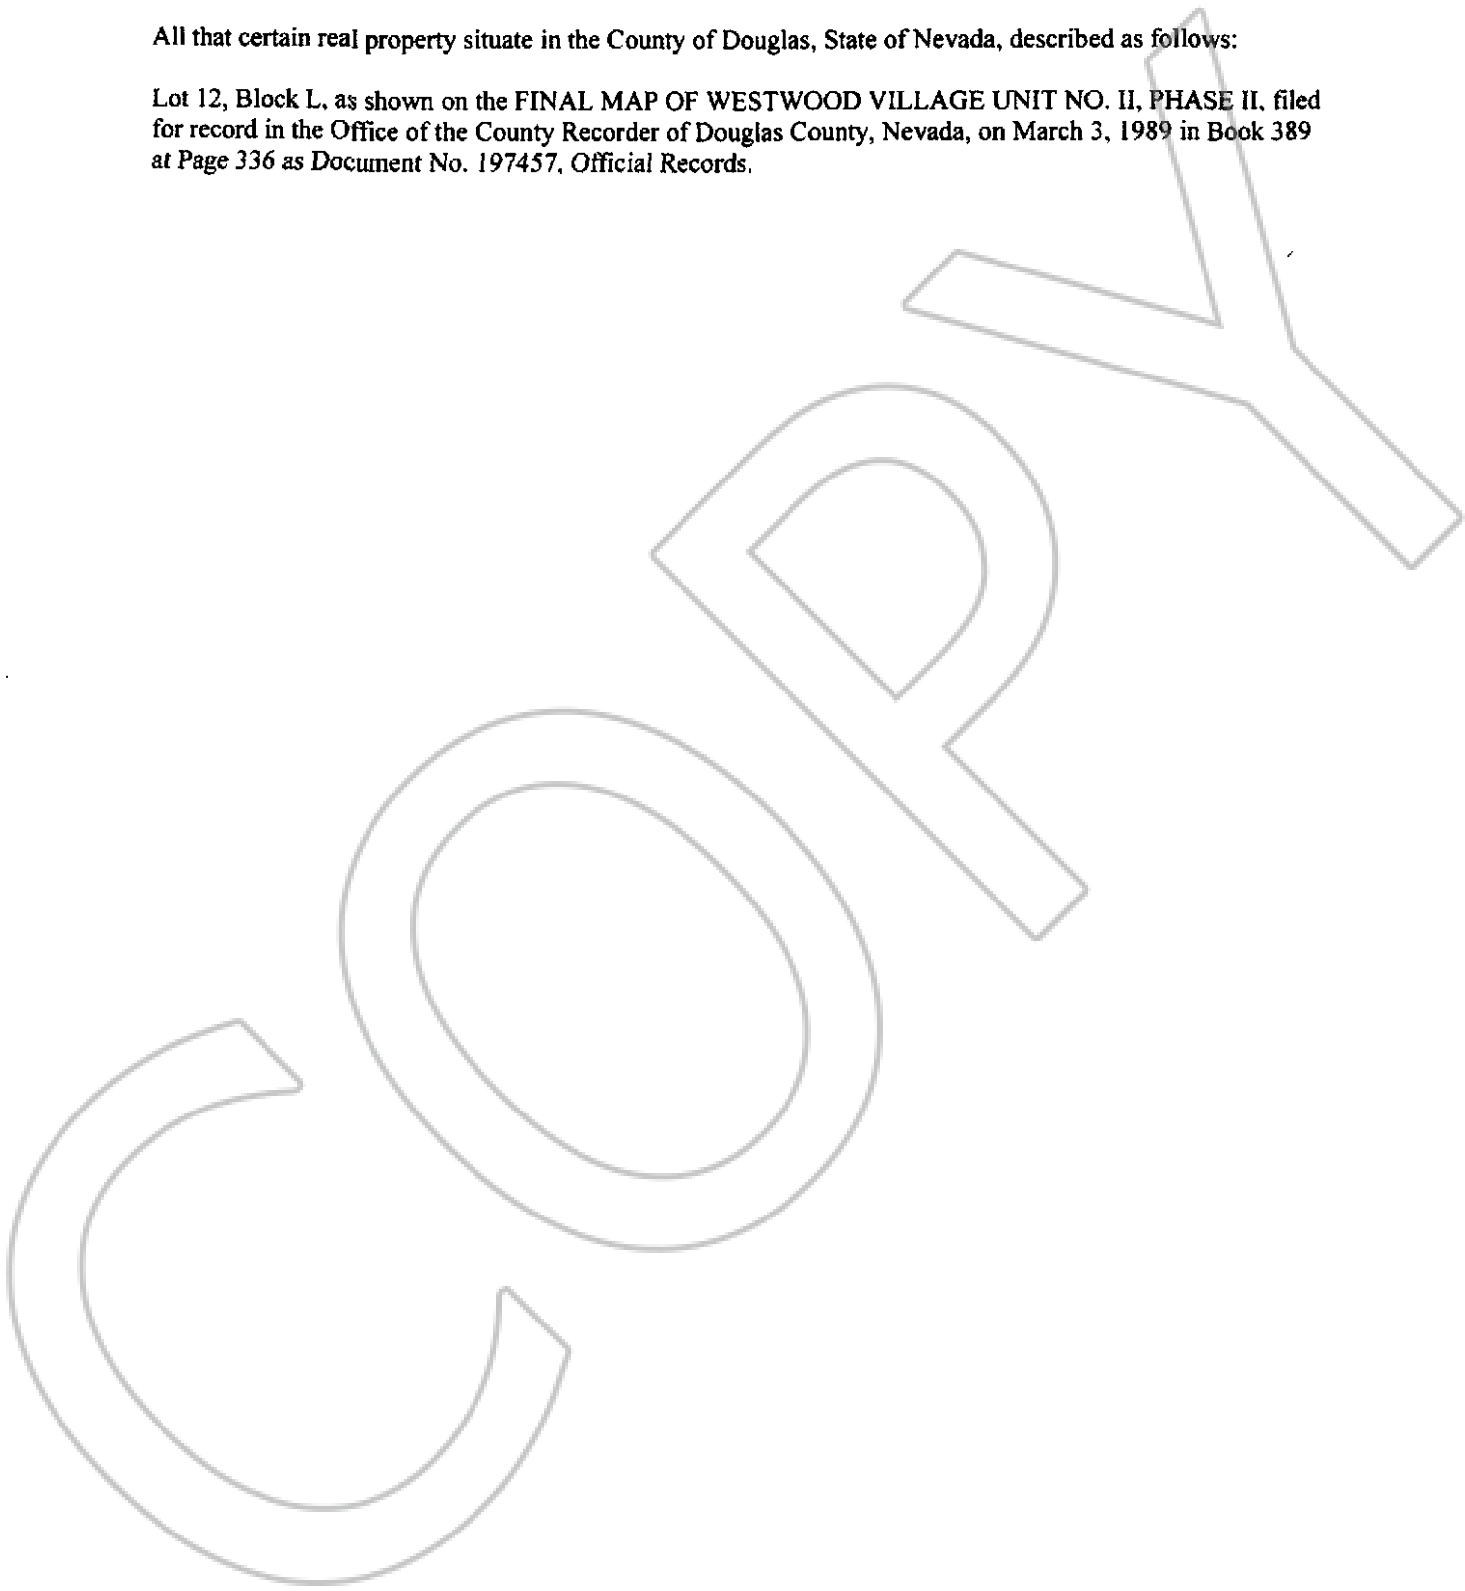 All that certain real property situate in the County of Douglas, State of Nevada, described as follows:
Lot 12, Block L, as shown on the FINAL MAP OF WESTWOOD VILLAGE UNIT NO. II, PHASE II, filed
for record in the Office of the County Recorder of Douglas County, Nevada, on March 3, 1989 in Book 389
at Page 336 as Document No. 197457, Official Records.
COPY